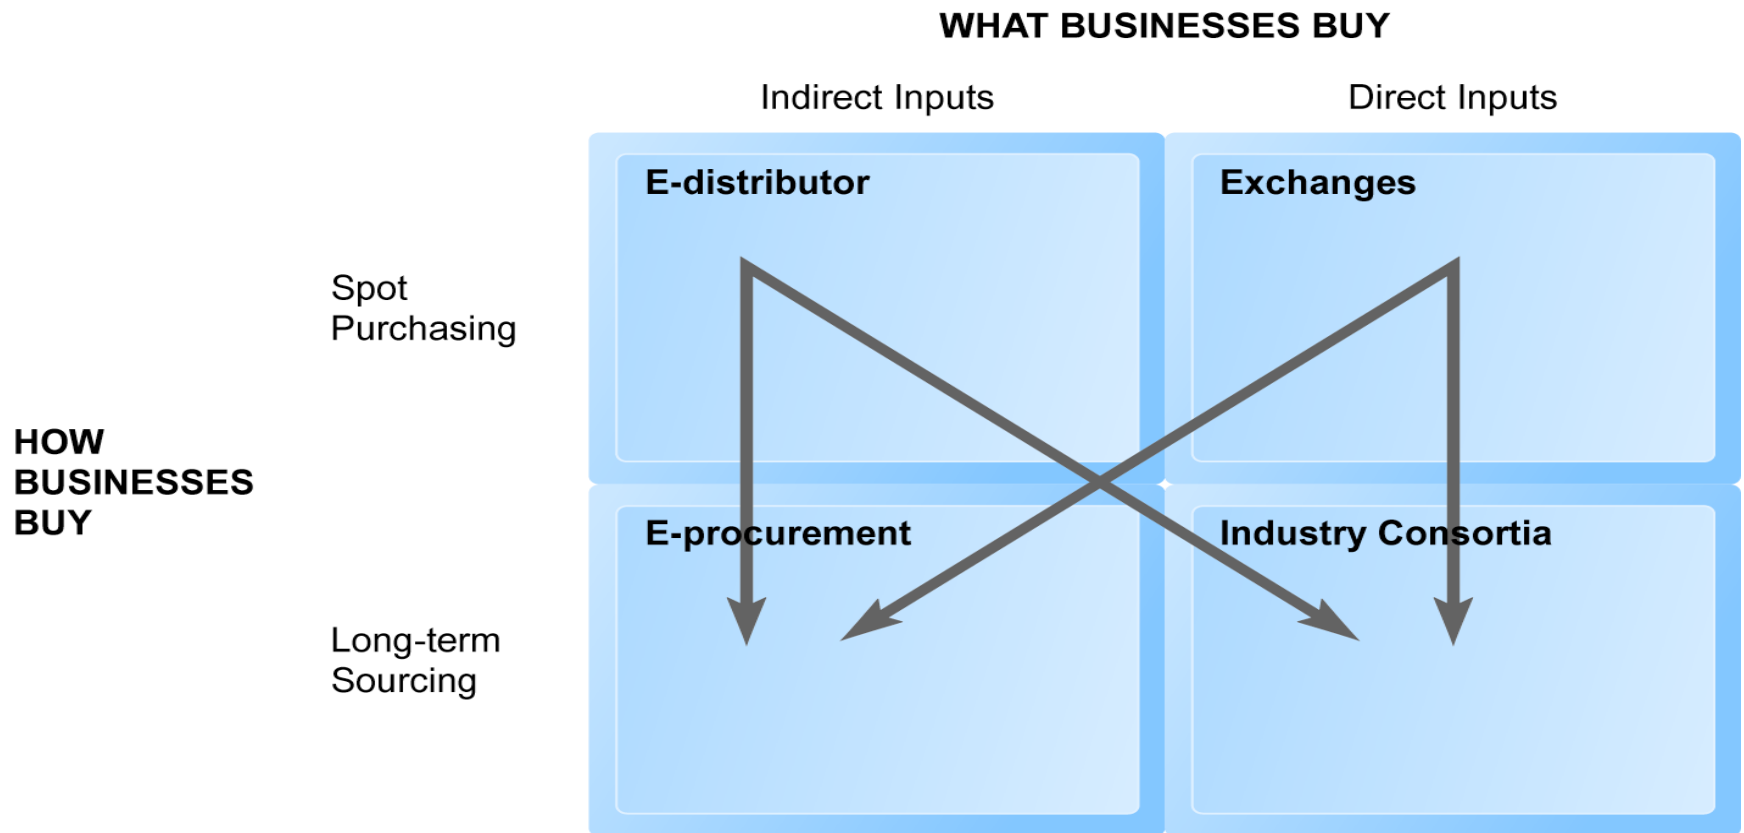 WHAT BUSINESSES BUY
Indirect Inputs
Direct Inputs
E-distributor
Exchanges
Spot
Purchasing
HOW
BUSINESSES
BUY
E-procurement
Industry Consortia
Long-term
Sourcing